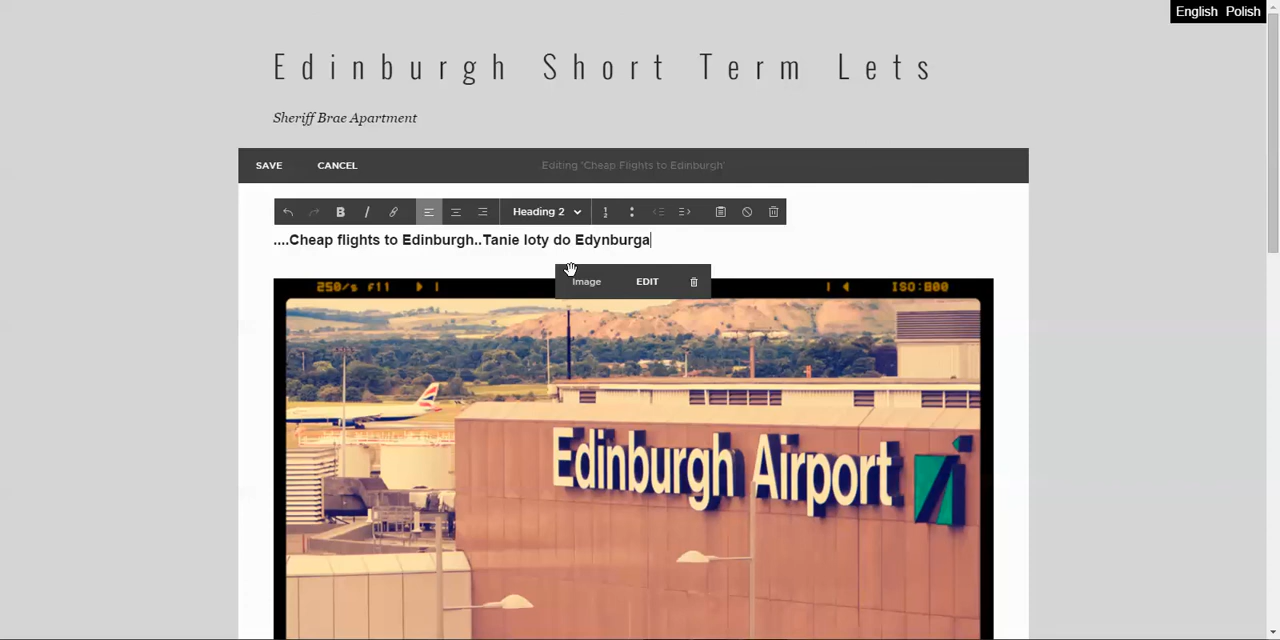 English Polish
Edinburgh Short Term Lets
Sheriff Brae Apartment
SAVE CANCEL Editing 'Cheap Flights to Edinburgh'
B I Heading 2
....Cheap flights to Edinburgh..Tanie loty do Edynburga
Image EDIT
250/s f11 ISO:800
Edinburgh Airport